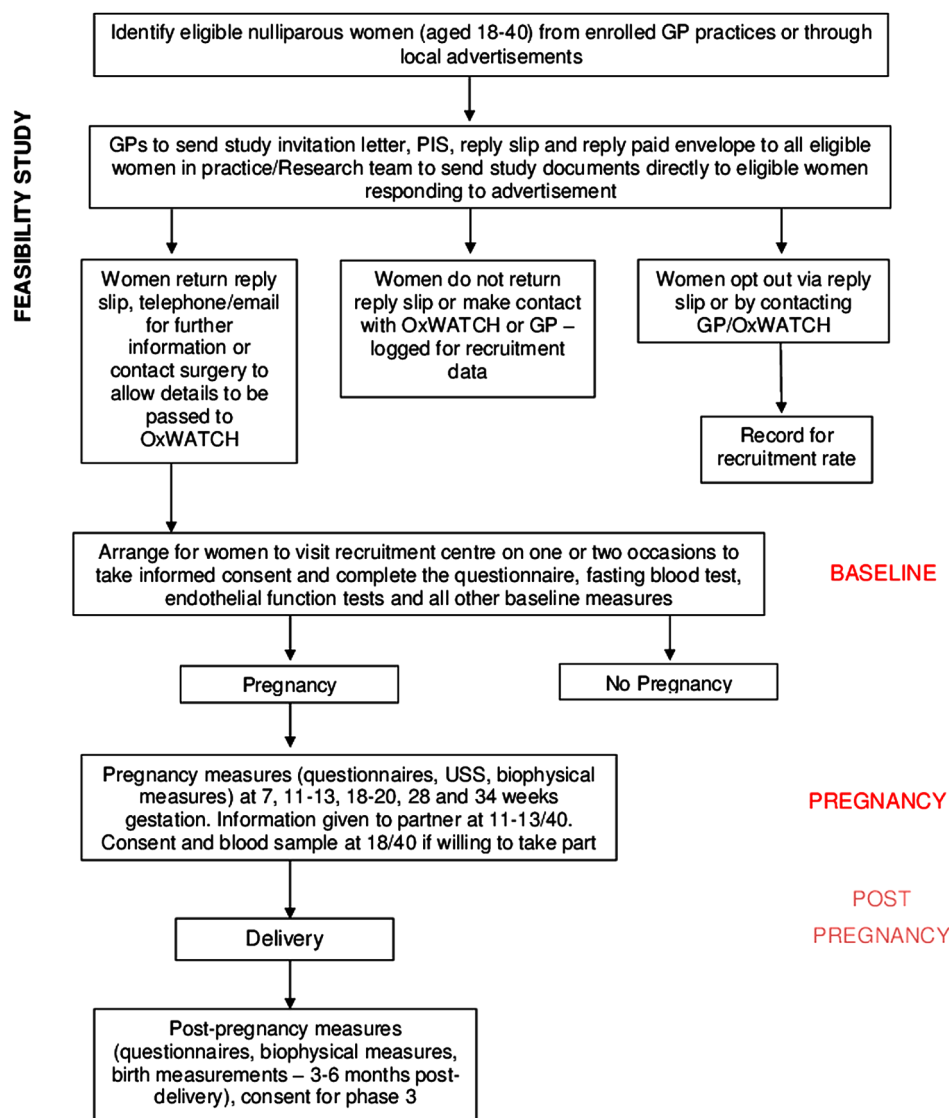 Identify eligible nulliparous women (aged 18-40) from enrolled GP practices or through
local advertisements
FEASIBILITY STUDY
GPs to send study invitation letter, PIS, reply slip and reply paid envelope to all eligible
women in practice/Research team to send study documents directly to eligible women
responding to advertisement
Women return reply
slip, telephone/email
for further
information or
contact surgery to
allow details to be
passed to
OxWATCH
Women do not return
reply slip or make contact
with OxWATCH or GP –
logged for recruitment
data
Women opt out via reply
slip or by contacting
GP/OxWATCH
Record for
recruitment rate
Arrange for women to visit recruitment centre on one or two occasions to
take informed consent and complete the questionnaire, fasting blood test,
endothelial function tests and all other baseline measures
BASELINE
Pregnancy
No Pregnancy
Pregnancy measures (questionnaires, USS, biophysical
measures) at 7, 11-13, 18-20, 28 and 34 weeks
gestation. Information given to partner at 11-13/40.
Consent and blood sample at 18/40 if willing to take part
PREGNANCY
POST
PREGNANCY
Delivery
Post-pregnancy measures
(questionnaires, biophysical measures,
birth measurements – 3-6 months post-
delivery), consent for phase 3